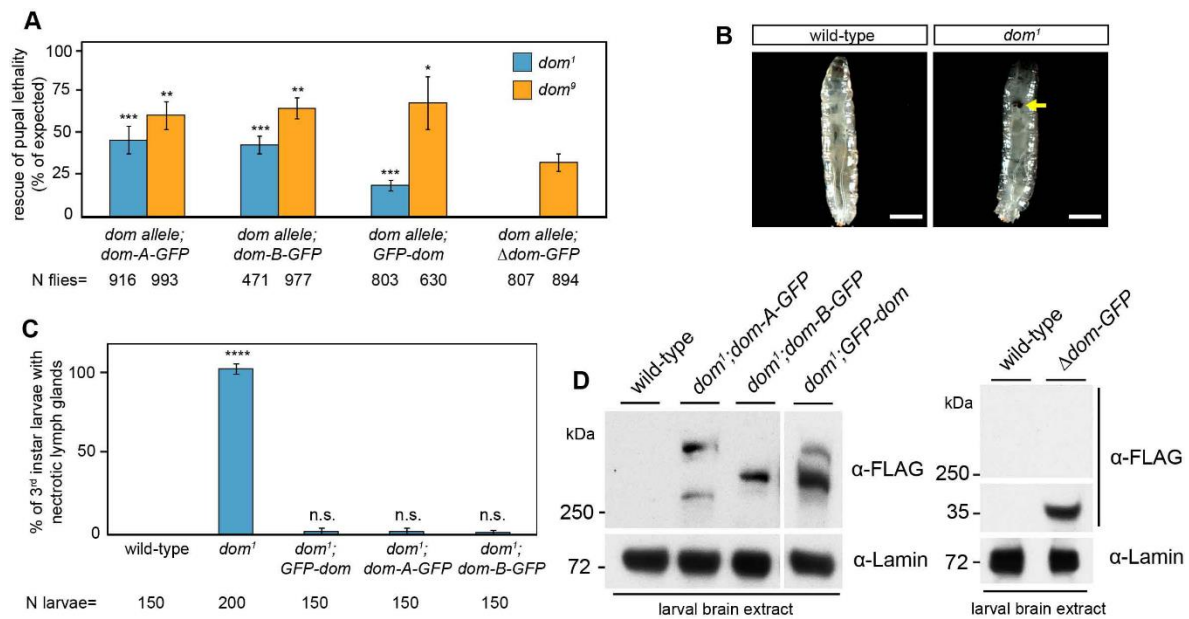 A
rescue of pupal lethality
(% of expected)
100
75
50
25
0
***
**
***
**
***
*
dom¹
dom⁹
dom allele;
dom-A-GFP
dom allele;
dom-B-GFP
dom allele;
GFP-dom
dom allele;
Δdom-GFP
N flies= 916 993 471 977 803 630 807 894
B
wild-type
dom¹
C
% of 3rd instar larvae with
nectrotic lymph glands
100
50
0
****
n.s.
n.s.
n.s.
wild-type
dom¹
dom¹;
GFP-dom
dom¹;
dom-A-GFP
dom¹;
dom-B-GFP
N larvae= 150 200 150 150 150
D
wild-type
dom¹;dom-A-GFP
dom¹;dom-B-GFP
dom¹;GFP-dom
kDa
250
72
α-FLAG
α-Lamin
larval brain extract
wild-type
Δdom-GFP
kDa
250
35
72
α-FLAG
α-Lamin
larval brain extract